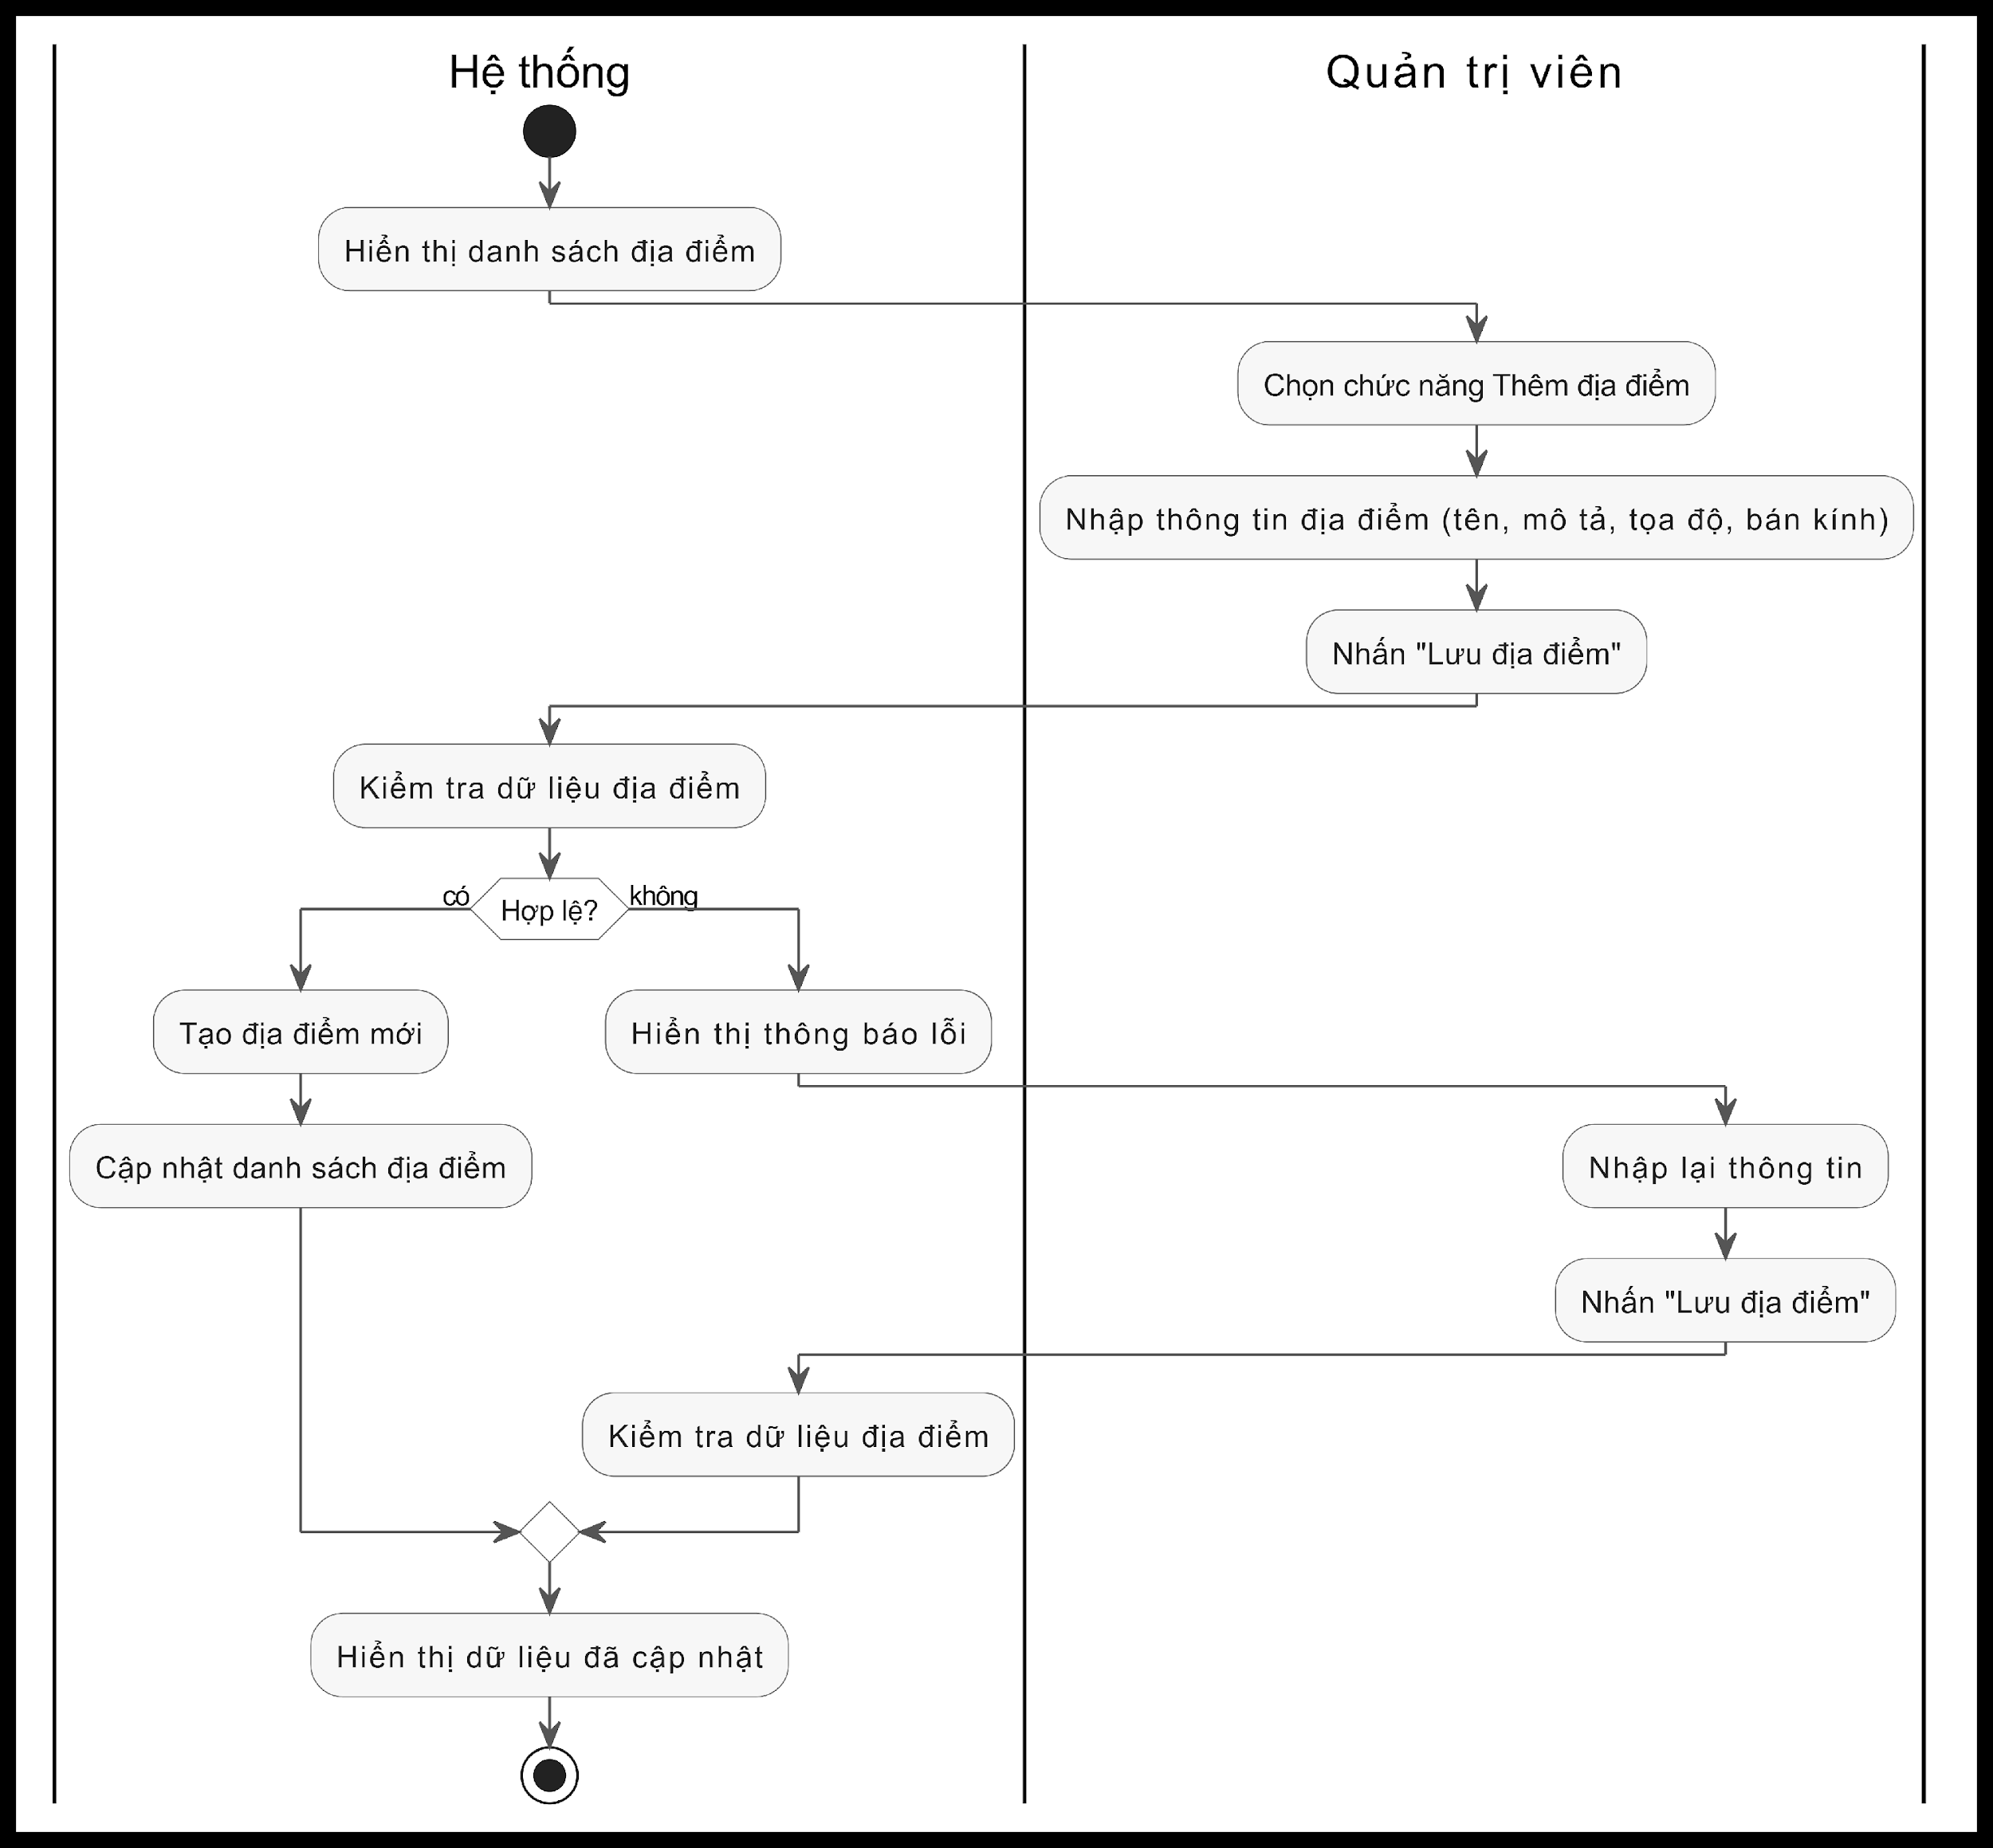 Hệ thống
Quản trị viên
Hiển thị danh sách địa điểm
Chọn chức năng Thêm địa điểm
Nhập thông tin địa điểm (tên, mô tả, tọa độ, bán kính)
Nhấn "Lưu địa điểm"
Kiểm tra dữ liệu địa điểm
có
Hợp lệ?
không
Tạo địa điểm mới
Hiển thị thông báo lỗi
Cập nhật danh sách địa điểm
Nhập lại thông tin
Nhấn "Lưu địa điểm"
Kiểm tra dữ liệu địa điểm
Hiển thị dữ liệu đã cập nhật